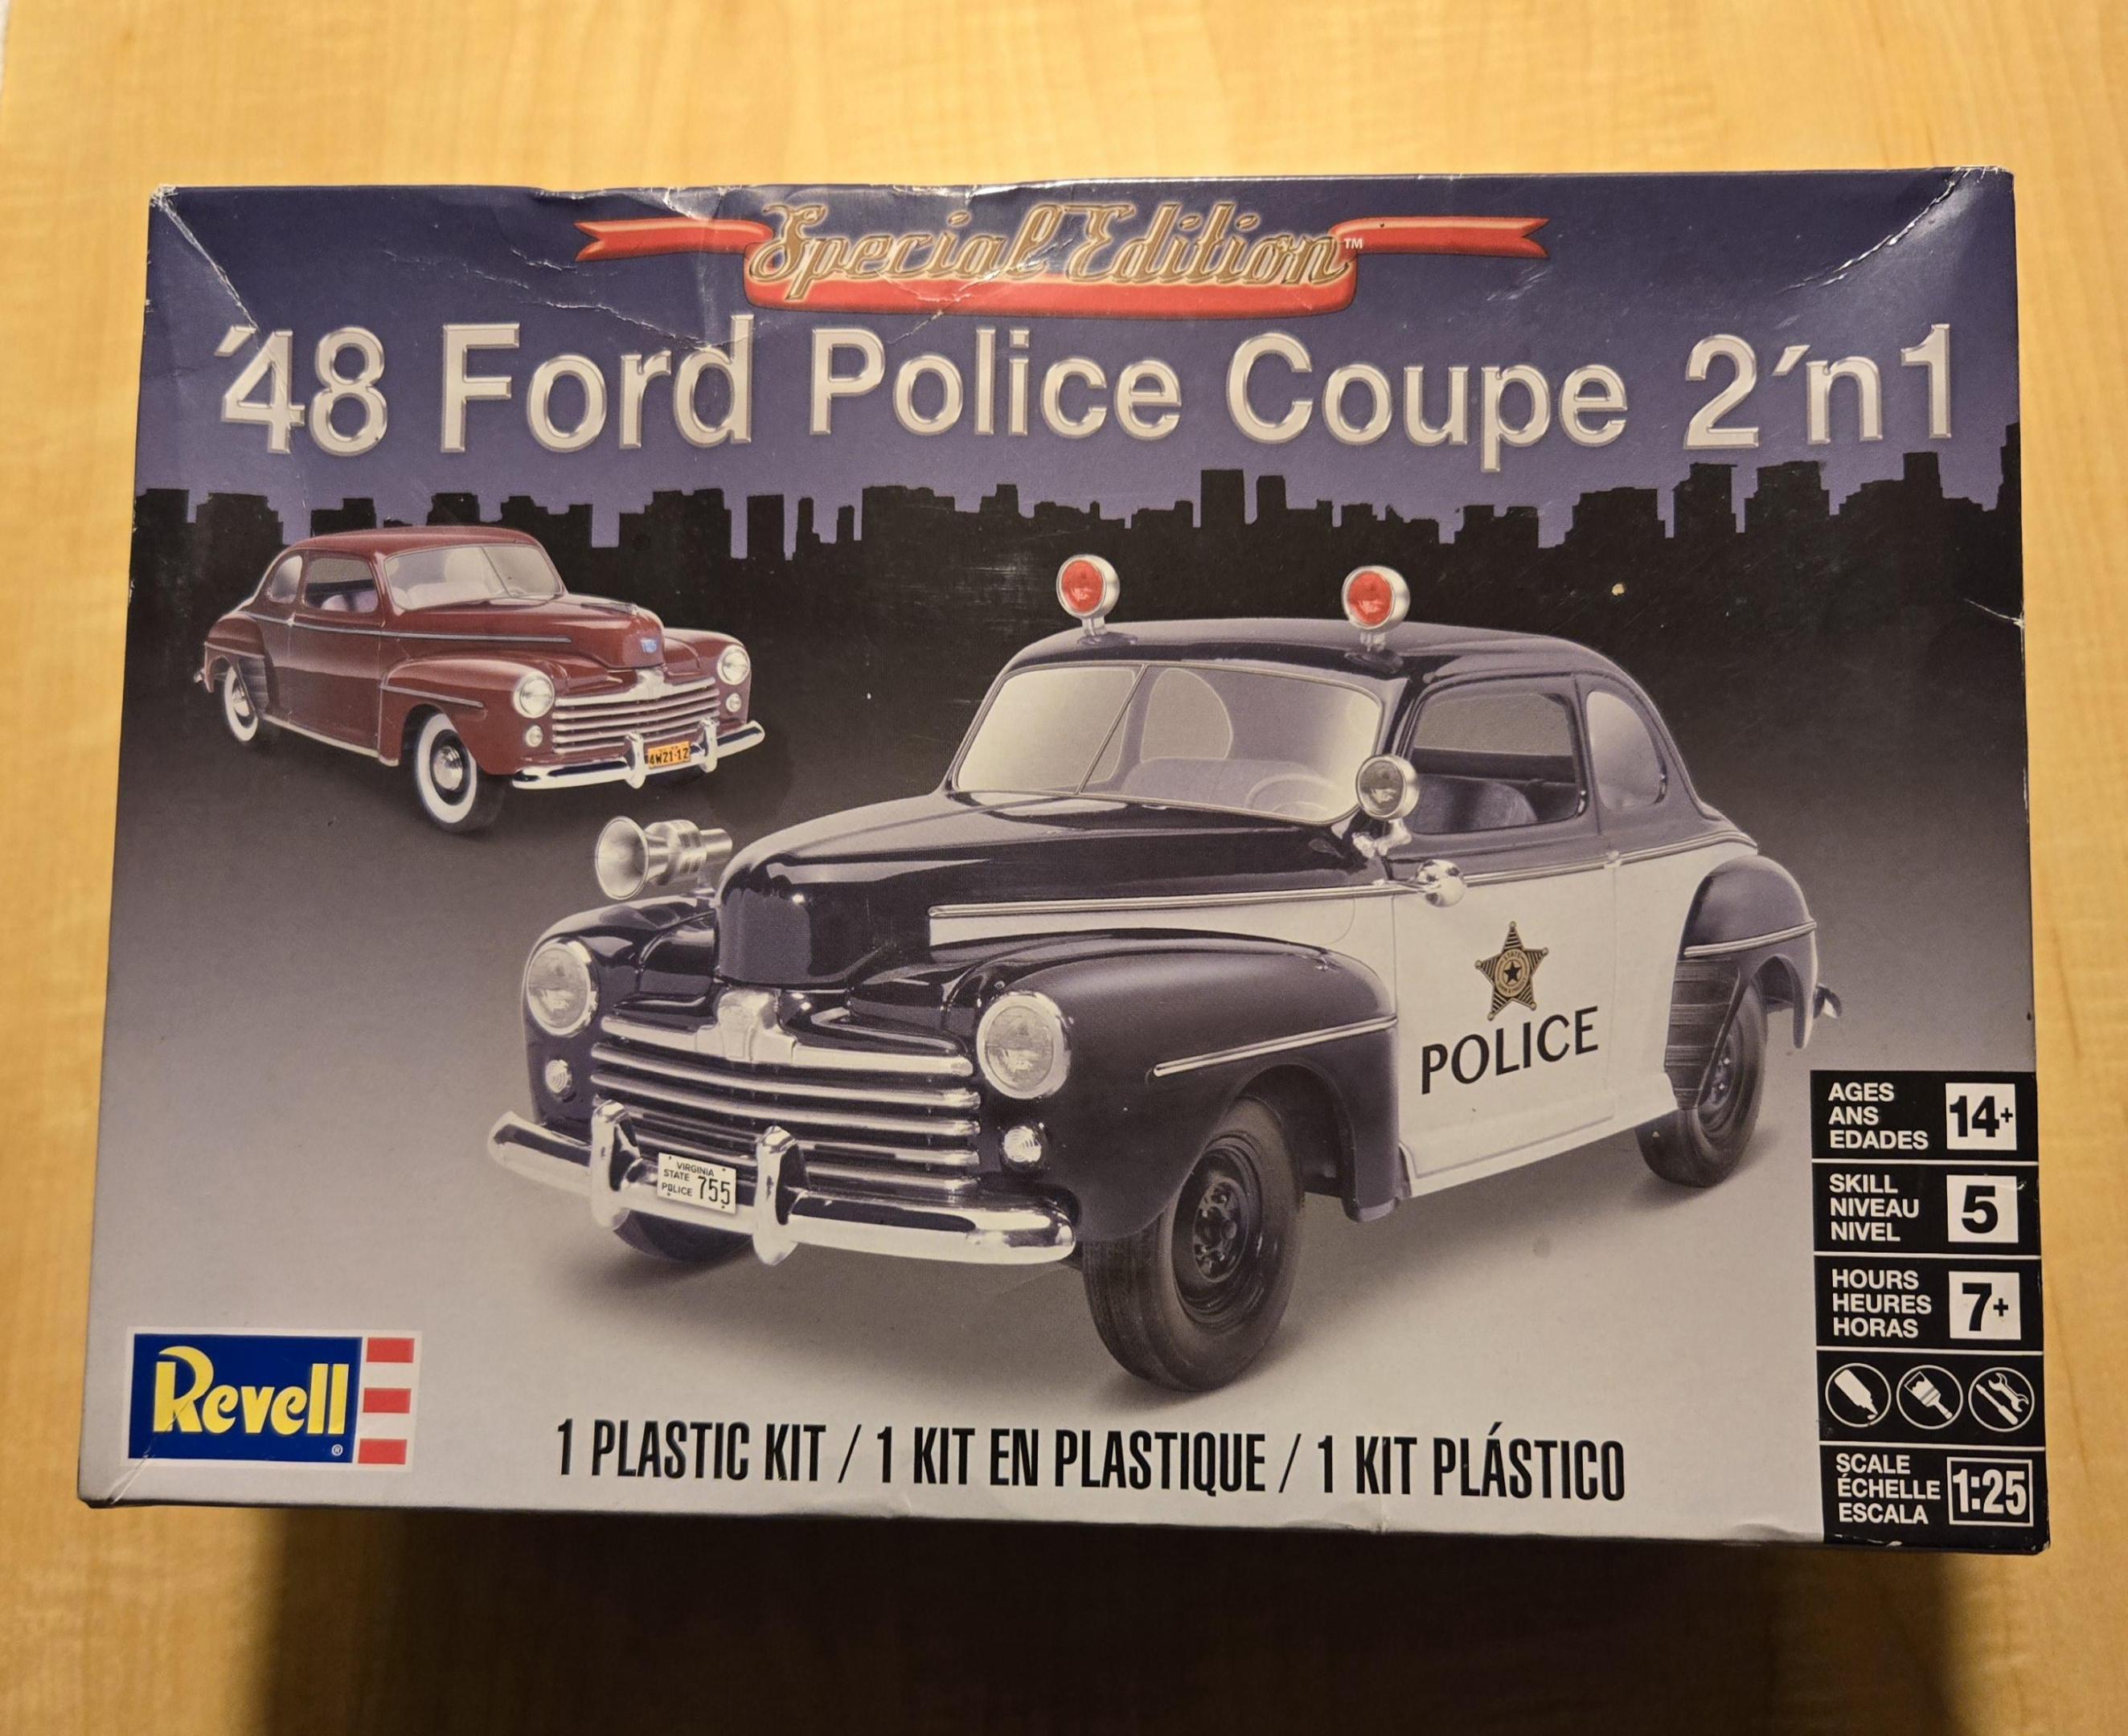 Special Edition™
'48 Ford Police Coupe 2'n1
4W21-12
POLICE
VIRGINIA
STATE
POLICE 755
AGES
ANS
EDADES
14+
SKILL
NIVEAU
NIVEL
5
HOURS
HEURES
HORAS
7+
Revell®
1 PLASTIC KIT / 1 KIT EN PLASTIQUE / 1 KIT PLÁSTICO
SCALE
ÉCHELLE
ESCALA
1:25